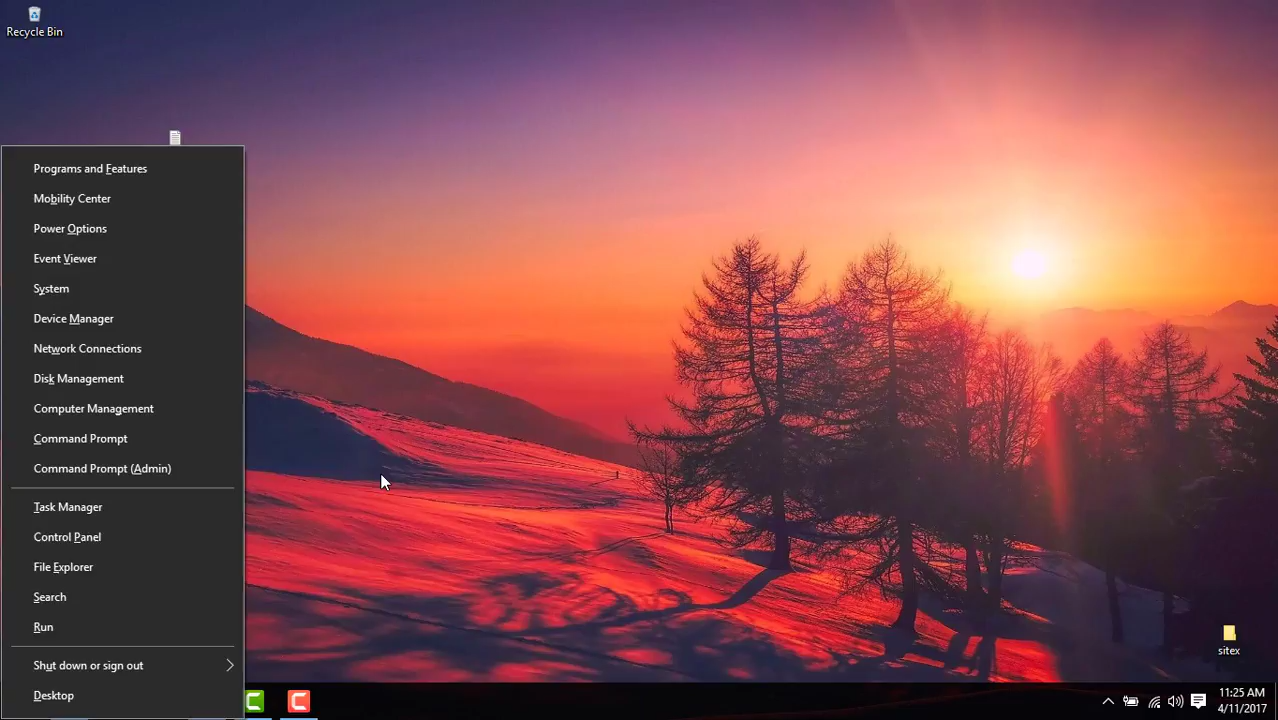 Recycle Bin
Programs and Features
Mobility Center
Power Options
Event Viewer
System
Device Manager
Network Connections
Disk Management
Computer Management
Command Prompt
Command Prompt (Admin)
Task Manager
Control Panel
File Explorer
Search
Run
Shut down or sign out
Desktop
sitex
11:25 AM
4/11/2017